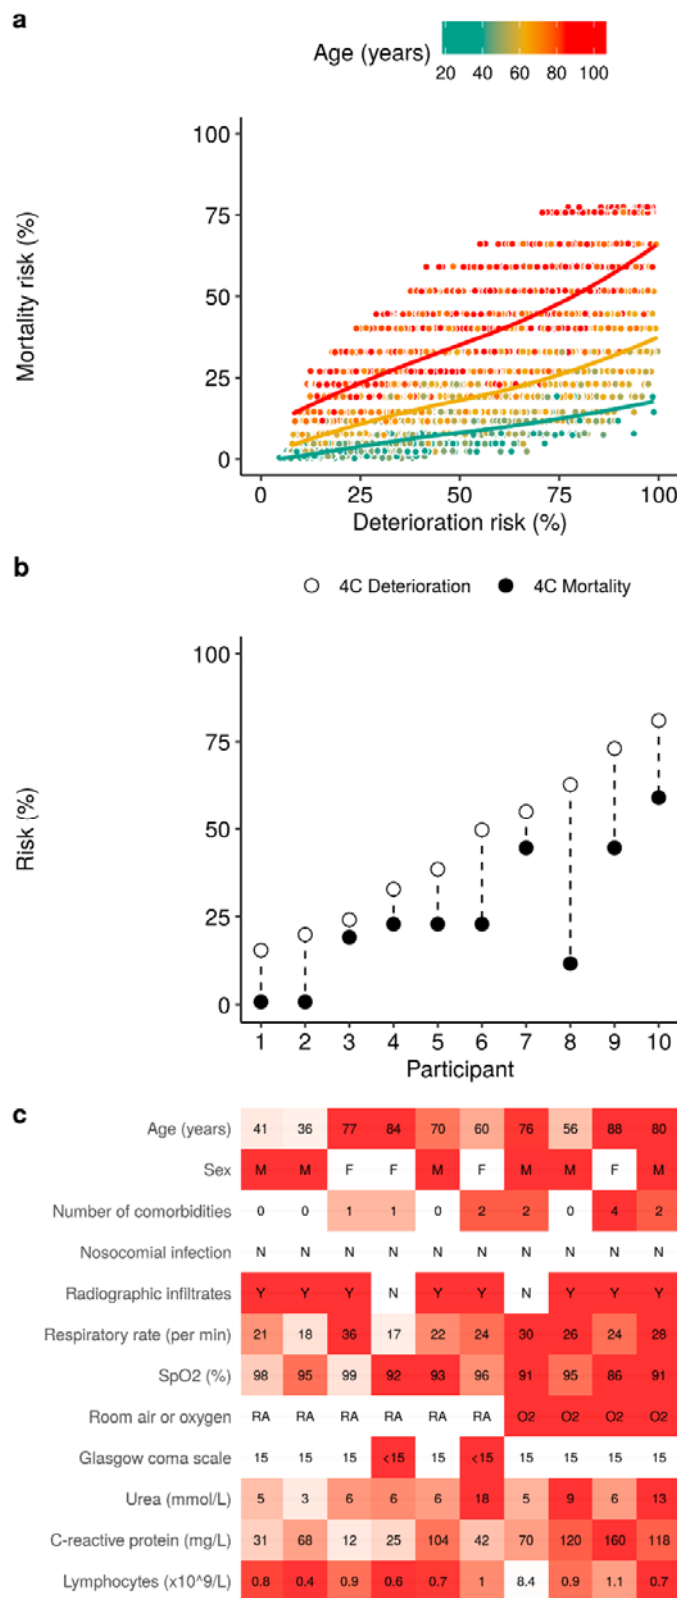 a
Age (years)
20 40 60 80 100
Mortality risk (%)
100
75
50
25
0
0 25 50 75 100
Deterioration risk (%)
b
4C Deterioration 4C Mortality
Risk (%)
100
75
50
25
0
1 2 3 4 5 6 7 8 9 10
Participant
c
Age (years) 41 36 77 84 70 60 76 56 88 80
Sex M M F F M F M M F M
Number of comorbidities 0 0 1 1 0 2 2 0 4 2
Nosocomial infection N N N N N N N N N N
Radiographic infiltrates Y Y Y N Y Y N Y Y Y
Respiratory rate (per min) 21 18 36 17 22 24 30 26 24 28
SpO2 (%) 98 95 99 92 93 96 91 95 86 91
Room air or oxygen RA RA RA RA RA RA O2 O2 O2 O2
Glasgow coma scale 15 15 15 <15 15 <15 15 15 15 15
Urea (mmol/L) 5 3 6 6 6 18 5 9 6 13
C-reactive protein (mg/L) 31 68 12 25 104 42 70 120 160 118
Lymphocytes (x10^9/L) 0.8 0.4 0.9 0.6 0.7 1 8.4 0.9 1.1 0.7